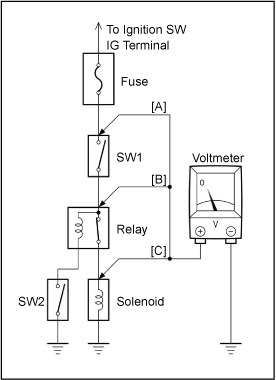 To Ignition SW
IG Terminal
Fuse
[A]
SW1
Voltmeter
[B]
0
V
Relay
+ −
[C]
SW2
Solenoid